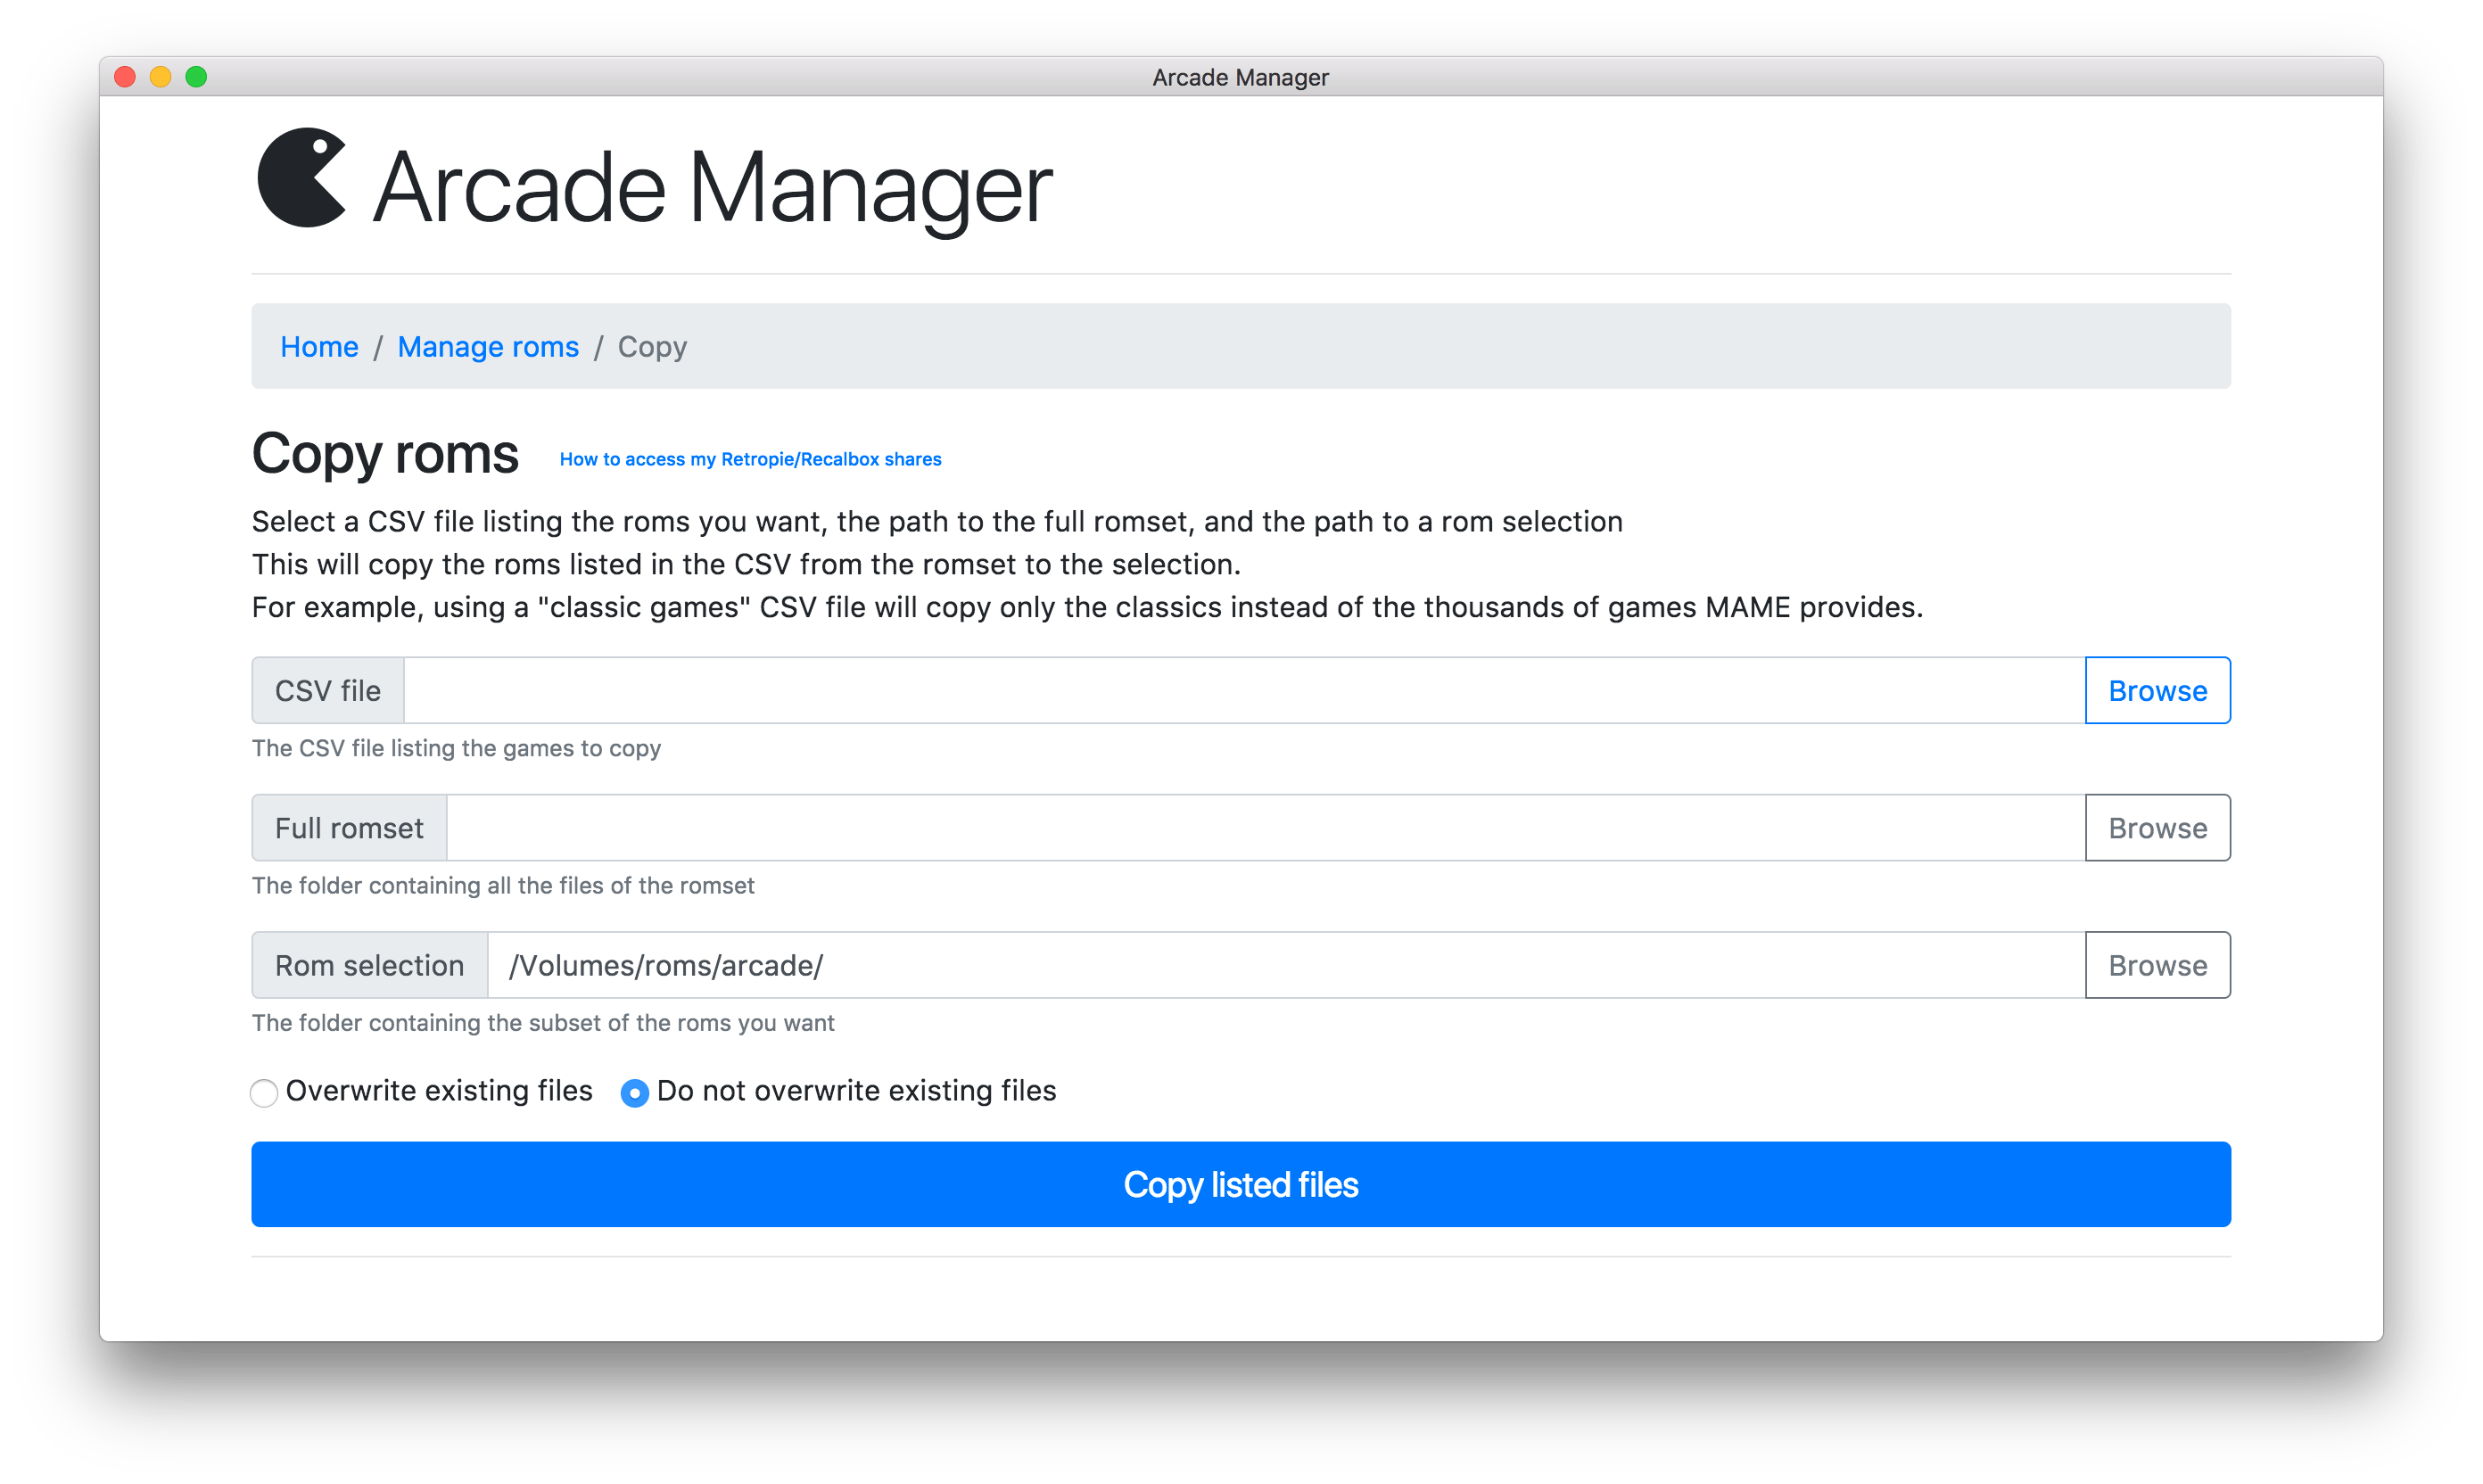 Arcade Manager
Arcade Manager
Home / Manage roms / Copy
Copy roms How to access my Retropie/Recalbox shares
Select a CSV file listing the roms you want, the path to the full romset, and the path to a rom selection
This will copy the roms listed in the CSV from the romset to the selection.
For example, using a "classic games" CSV file will copy only the classics instead of the thousands of games MAME provides.
CSV file Browse
The CSV file listing the games to copy
Full romset Browse
The folder containing all the files of the romset
Rom selection /Volumes/roms/arcade/ Browse
The folder containing the subset of the roms you want
Overwrite existing files Do not overwrite existing files
Copy listed files